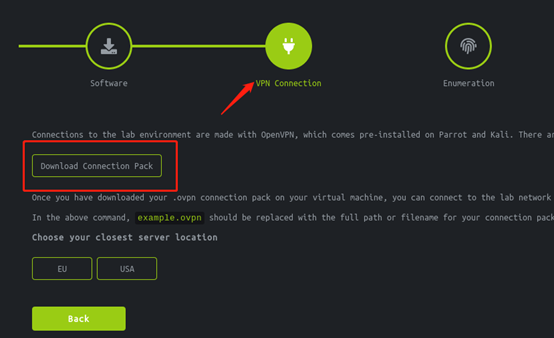 Software
VPN Connection
Enumeration
Connections to the lab environment are made with OpenVPN, which comes pre-installed on Parrot and Kali. There
Download Connection Pack
Once you have downloaded your .ovpn connection pack on your virtual machine, you can connect to the lab network
In the above command, example.ovpn should be replaced with the full path or filename for your connection pack
Choose your closest server location
EU
USA
Back